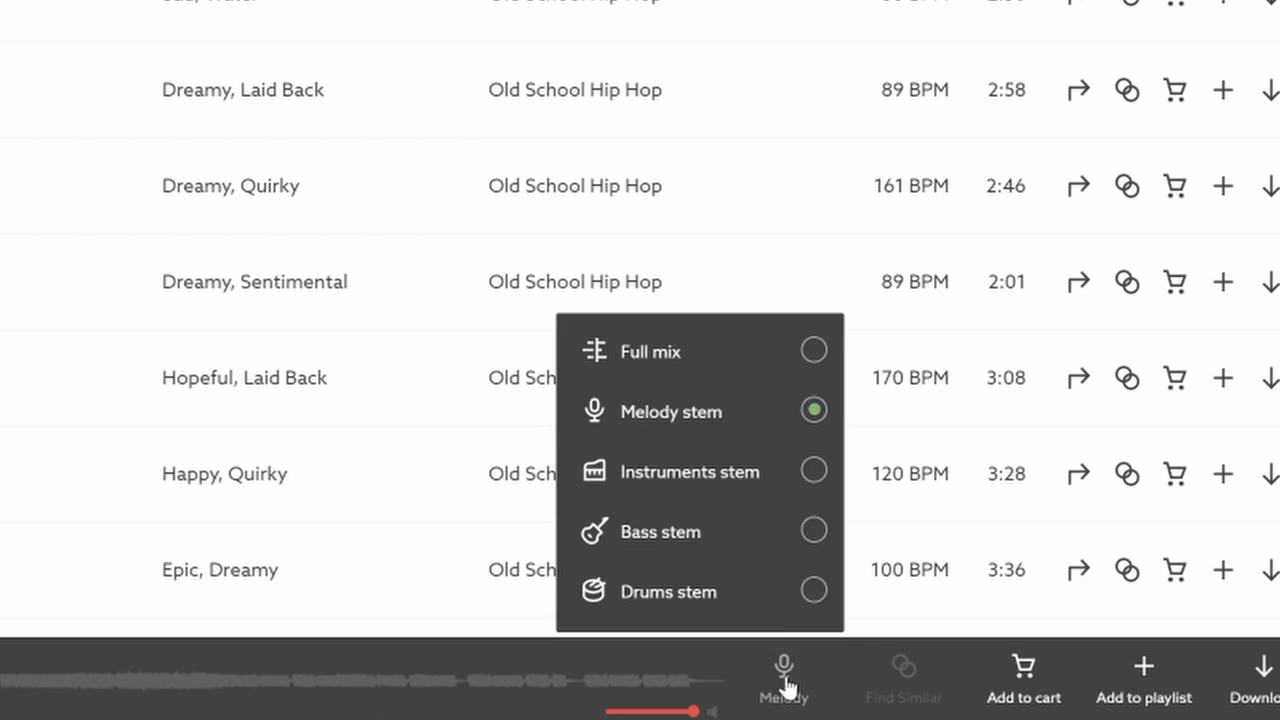 Dreamy, Laid Back Old School Hip Hop 89 BPM 2:58
Dreamy, Quirky Old School Hip Hop 161 BPM 2:46
Dreamy, Sentimental Old School Hip Hop 89 BPM 2:01
Full mix
Hopeful, Laid Back Old Sch 170 BPM 3:08
Melody stem
Happy, Quirky Old Sch Instruments stem 120 BPM 3:28
Bass stem
Epic, Dreamy Old Sch 100 BPM 3:36
Drums stem
Melody Find Similar Add to cart Add to playlist Downlo